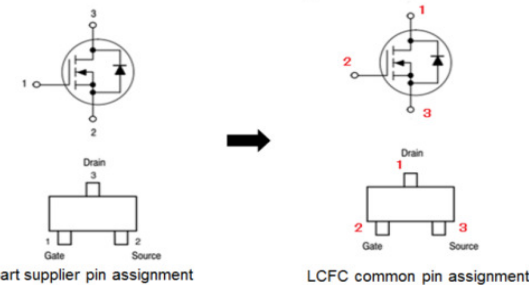 3
1
2
Drain
3
1
2
Gate
Source
art supplier pin assignment
1
2
3
Drain
1
2
3
Gate
Source
LCFC common pin assignment